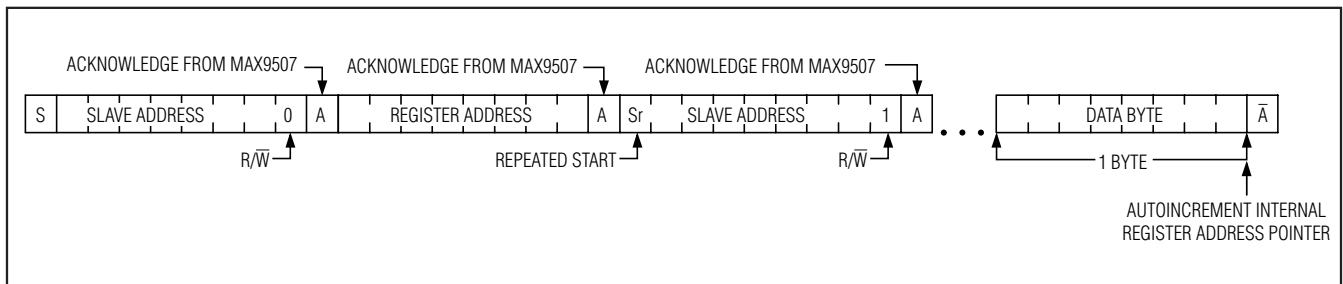 ACKNOWLEDGE FROM MAX9507 ACKNOWLEDGE FROM MAX9507 ACKNOWLEDGE FROM MAX9507
S SLAVE ADDRESS 0 A REGISTER ADDRESS A Sr SLAVE ADDRESS 1 A ... DATA BYTE A̅
R/W̅ REPEATED START R/W̅ 1 BYTE
AUTOINCREMENT INTERNAL
REGISTER ADDRESS POINTER